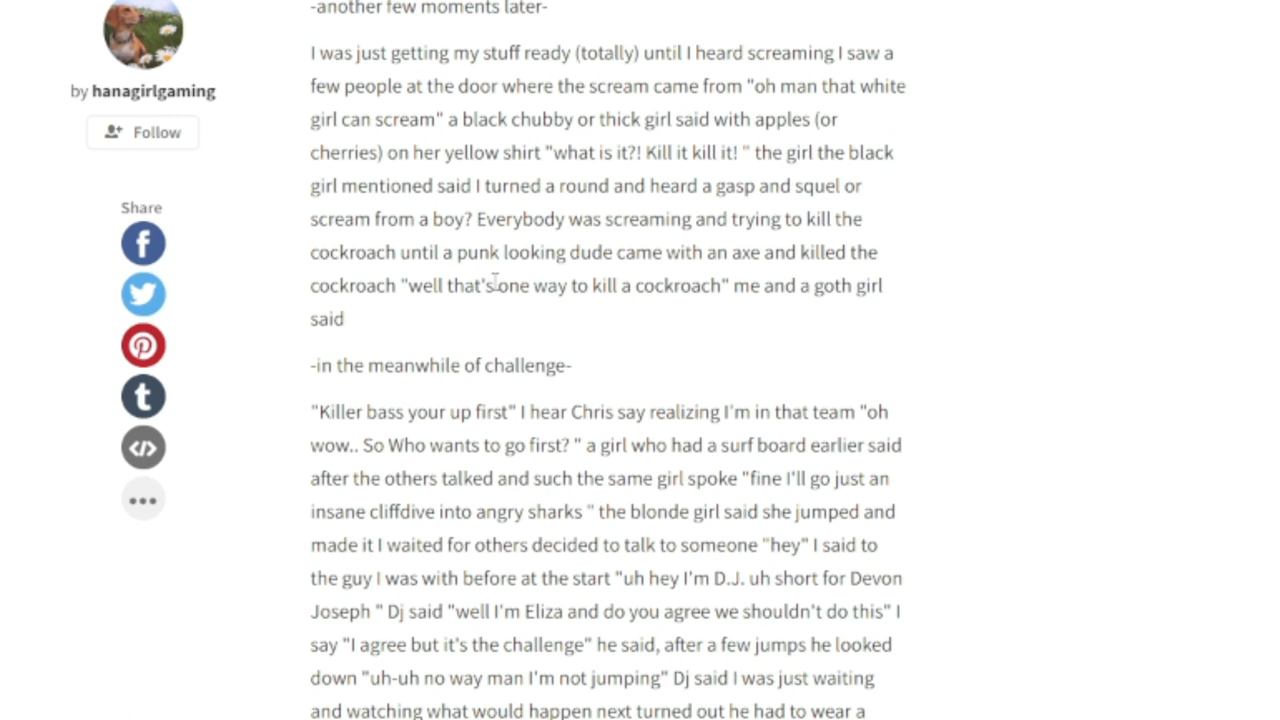 -another few moments later-
I was just getting my stuff ready (totally) until I heard screaming I saw a
few people at the door where the scream came from "oh man that white
girl can scream" a black chubby or thick girl said with apples (or
cherries) on her yellow shirt "what is it?! Kill it kill it! " the girl the black
girl mentioned said I turned a round and heard a gasp and squel or
scream from a boy? Everybody was screaming and trying to kill the
cockroach until a punk looking dude came with an axe and killed the
cockroach "well that's one way to kill a cockroach" me and a goth girl
said
-in the meanwhile of challenge-
"Killer bass your up first" I hear Chris say realizing I'm in that team "oh
wow.. So Who wants to go first? " a girl who had a surf board earlier said
after the others talked and such the same girl spoke "fine I'll go just an
insane cliffdive into angry sharks " the blonde girl said she jumped and
made it I waited for others decided to talk to someone "hey" I said to
the guy I was with before at the start "uh hey I'm D.J. uh short for Devon
Joseph " Dj said "well I'm Eliza and do you agree we shouldn't do this" I
say "I agree but it's the challenge" he said, after a few jumps he looked
down "uh-uh no way man I'm not jumping" Dj said I was just waiting
and watching what would happen next turned out he had to wear a
by hanagirlgaming
Follow
Share